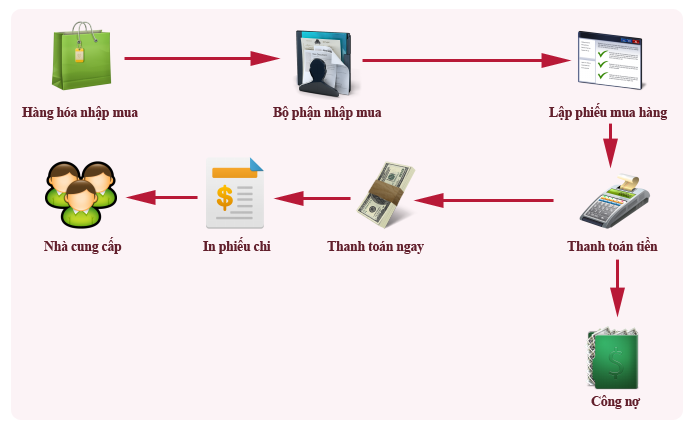 Hàng hóa nhập mua
Bộ phận nhập mua
Lập phiếu mua hàng
Nhà cung cấp
In phiếu chi
Thanh toán ngay
Thanh toán tiền
Công nợ